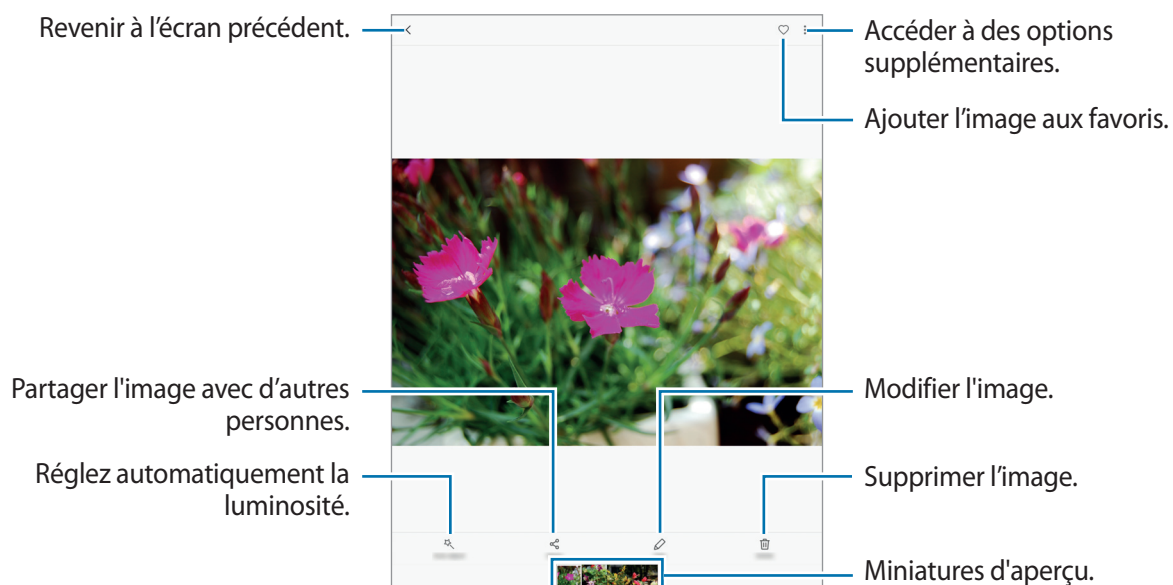 Revenir à l’écran précédent.
Accéder à des options
supplémentaires.
Ajouter l’image aux favoris.
Partager l'image avec d’autres
personnes.
Modifier l'image.
Réglez automatiquement la
luminosité.
Supprimer l’image.
Miniatures d'aperçu.